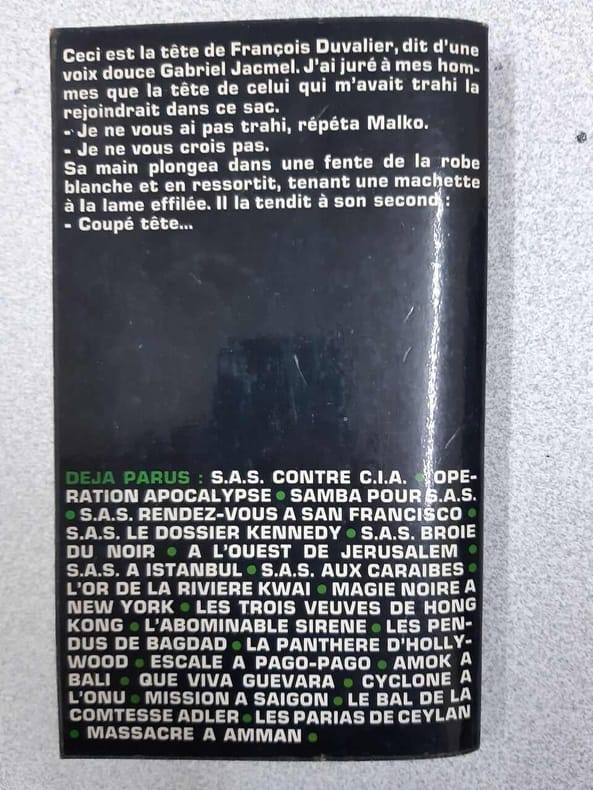 Ceci est la tête de François Duvalier, dit d'une
voix douce Gabriel Jacmel. J'ai juré à mes hom-
mes que la tête de celui qui m'avait trahi la
rejoindrait dans ce sac.
- Je ne vous ai pas trahi, répéta Malko.
- Je ne vous crois pas.
Sa main plongea dans une fente de la robe
blanche et en ressortit, tenant une machette
à la lame effilée. Il la tendit à son second :
- Coupé tête...
DEJA PARUS : S.A.S. CONTRE C.I.A. • OPE-
RATION APOCALYPSE • SAMBA POUR S.A.S.
• S.A.S. RENDEZ-VOUS A SAN FRANCISCO •
S.A.S. LE DOSSIER KENNEDY • S.A.S. BROIE
DU NOIR • A L'OUEST DE JERUSALEM •
S.A.S. A ISTANBUL • S.A.S. AUX CARAIBES •
L'OR DE LA RIVIERE KWAI • MAGIE NOIRE A
NEW YORK • LES TROIS VEUVES DE HONG
KONG • L'ABOMINABLE SIRENE • LES PEN-
DUS DE BAGDAD • LA PANTHERE D'HOLLY-
WOOD • ESCALE A PAGO-PAGO • AMOK A
BALI • QUE VIVA GUEVARA • CYCLONE A
L'ONU • MISSION A SAIGON • LE BAL DE LA
COMTESSE ADLER • LES PARIAS DE CEYLAN
• MASSACRE A AMMAN •